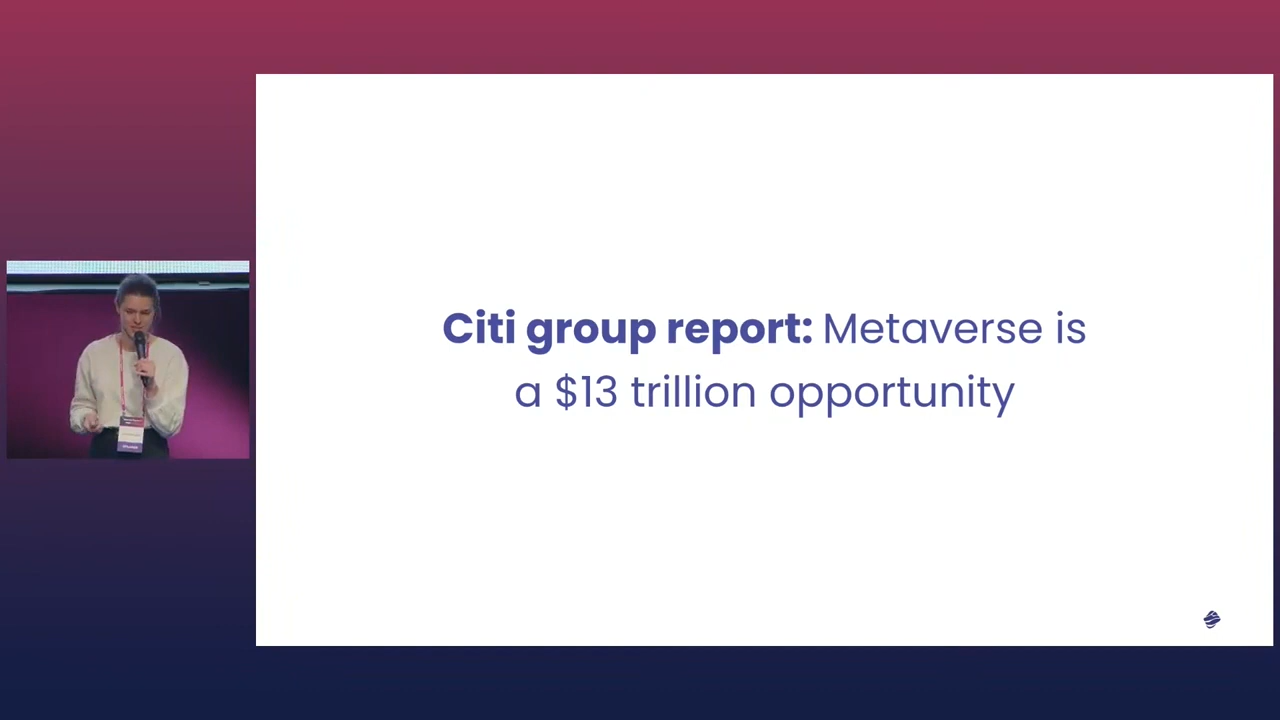 Citi group report: Metaverse is
a $13 trillion opportunity